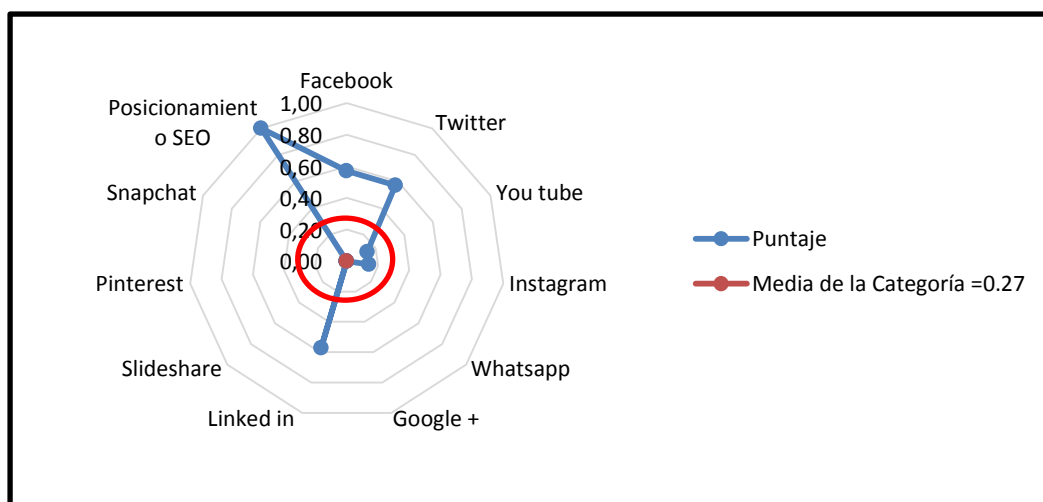 Facebook
Twitter
You tube
Instagram
Whatsapp
Google +
Linked in
Slideshare
Pinterest
Snapchat
Posicionamient
o SEO
1,00
0,80
0,60
0,40
0,20
0,00
Puntaje
Media de la Categoría =0.27